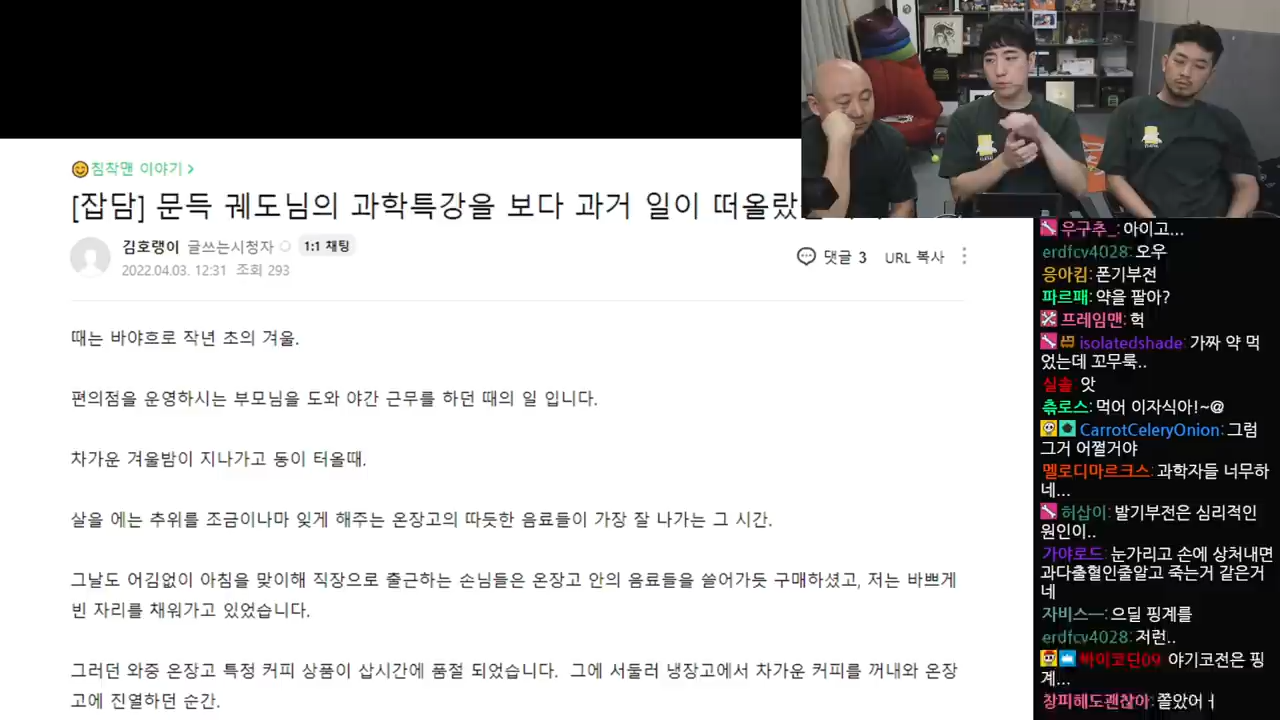 침착맨 이야기 >
[잡담] 문득 궤도님의 과학특강을 보다 과거 일이 떠올랐
김호랭이 글쓰는시청자 1:1 채팅
2022.04.03. 12:31 조회 293
댓글 3 URL 복사
때는 바야흐로 작년 초의 겨울.
편의점을 운영하시는 부모님을 도와 야간 근무를 하던 때의 일 입니다.
차가운 겨울밤이 지나가고 동이 터올때.
살을 에는 추위를 조금이나마 잊게 해주는 온장고의 따듯한 음료들이 가장 잘 나가는 그 시간.
그날도 어김없이 아침을 맞이해 직장으로 출근하는 손님들은 온장고 안의 음료들을 쓸어가듯 구매하셨고, 저는 바쁘게
빈 자리를 채워가고 있었습니다.
그러던 와중 온장고 특정 커피 상품이 삽시간에 품절 되었습니다. 그에 서둘러 냉장고에서 차가운 커피를 꺼내와 온장
고에 진열하던 순간.
우구추_: 아이고...
erdfcv4028: 오우
응아킴: 폰기부전
파르패: 약을 팔아?
프레임맨: 헉
isolatedshade: 가짜 약 먹
었는데 꼬무룩..
실솔 앗
츢로스: 먹어 이자식아!~@
CarrotCeleryOnion: 그럼
그거 어쩔거야
멜로디마르크스: 과학자들 너무하
네...
허삽이: 발기부전은 심리적인
원인이..
가야로드: 눈가리고 손에 상처내면
과다출혈인줄알고 죽는거 같은거
네
자비스一: 으딜 핑계를
erdfcv4028: 저런..
싸이코딘09 야기코전은 핑
계...
창피해도괜찮아: 쫄았어ㅓ